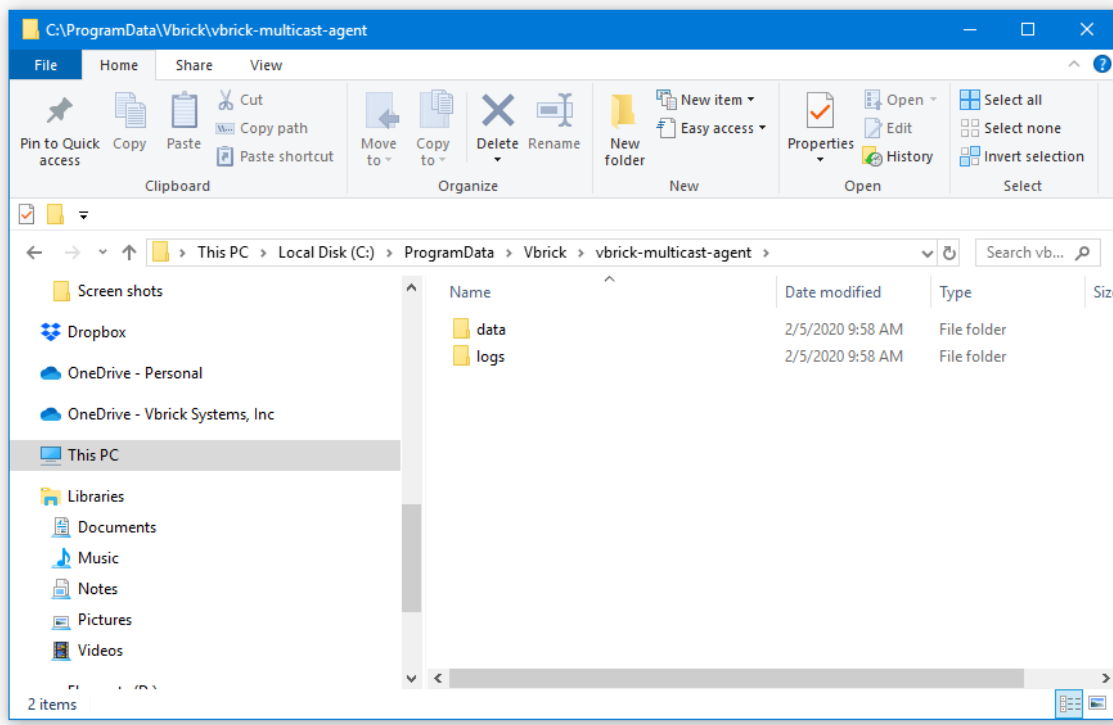 C:\ProgramData\Vbrick\vbrick-multicast-agent
File Home Share View
Pin to Quick access
Copy
Paste
Cut
Copy path
Paste shortcut
Clipboard
Move to
Copy to
Delete
Rename
Organize
New folder
New item
Easy access
New
Properties
Open
Edit
History
Open
Select all
Select none
Invert selection
Select
This PC > Local Disk (C:) > ProgramData > Vbrick > vbrick-multicast-agent >
Search vb...
Screen shots
Dropbox
OneDrive - Personal
OneDrive - Vbrick Systems, Inc
This PC
Libraries
Documents
Music
Notes
Pictures
Videos
Name Date modified Type
data 2/5/2020 9:58 AM File folder
logs 2/5/2020 9:58 AM File folder
2 items